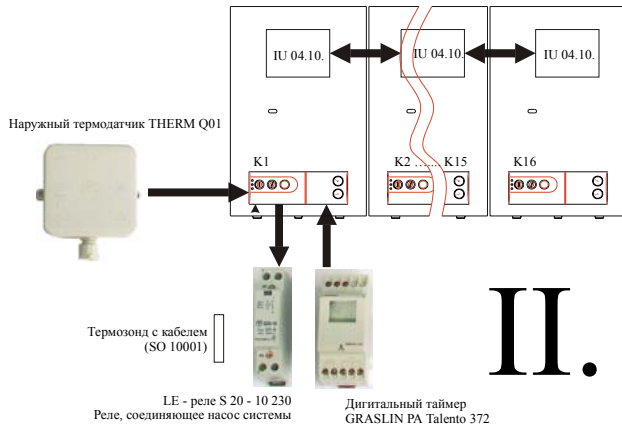 IU 04.10.
IU 04.10.
IU 04.10.
Наружный термодатчик THERM Q01
K1
K2 ...... K15
K16
II.
Термозонд с кабелем
(SO 10001)
LE - реле S 20 - 10 230
Реле, соединяющее насос системы
Дигитальный таймер
GRASLIN PA Talento 372